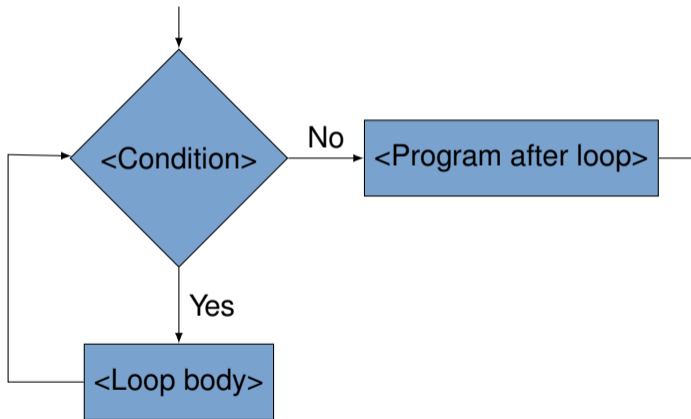 <Condition>
No
<Program after loop>
Yes
<Loop body>